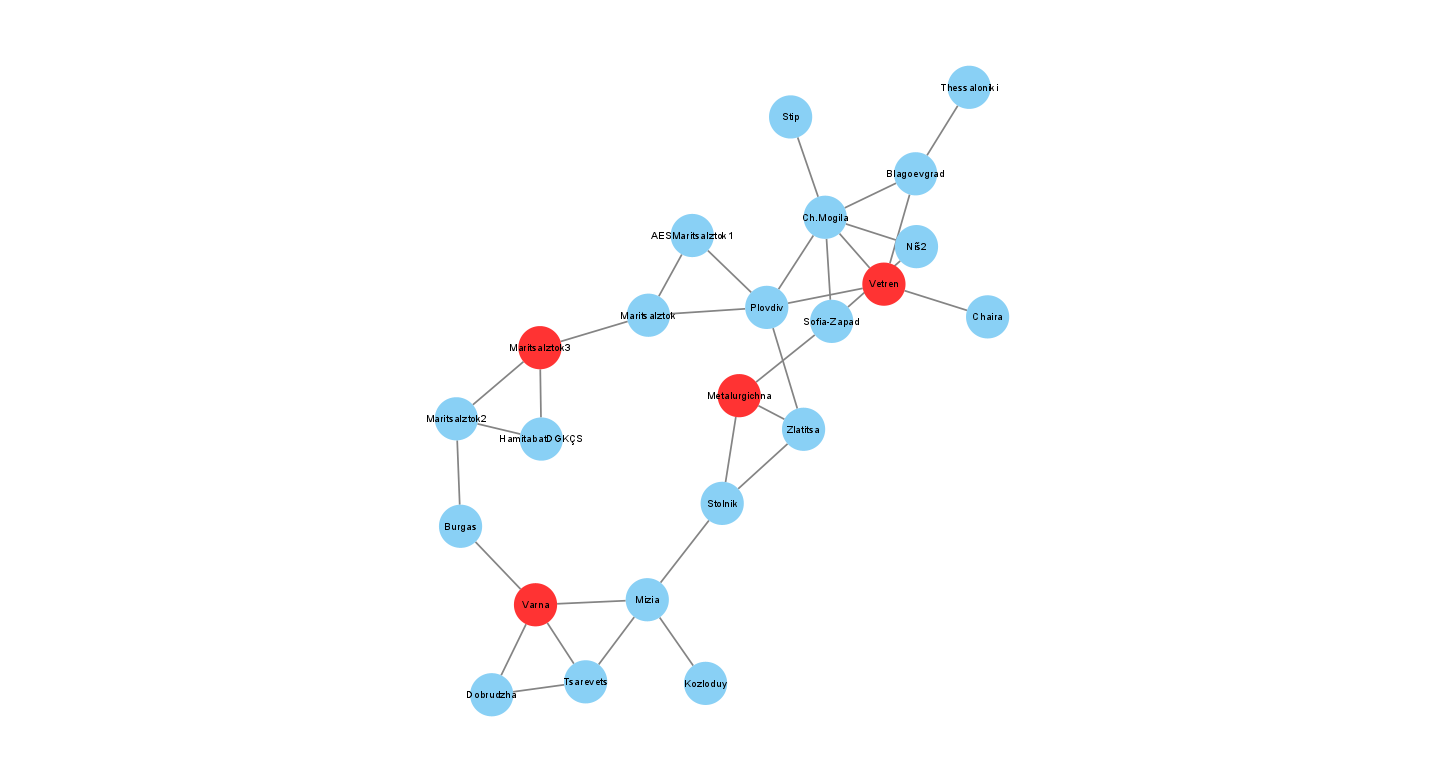 Thessaloniki
Stip
Blagoevgrad
Ch.Mogila
AESMaritsaIztok1
Niš2
Vetren
Plovdiv
Maritsalztok
Sofia-Zapad
Chaira
Maritsalztok3
Metalurgichna
Maritsalztok2
Zlatitsa
HamitabatDGKÇS
Stolnik
Burgas
Varna
Mizia
Tsarevets
Kozloduy
Dobrudzha